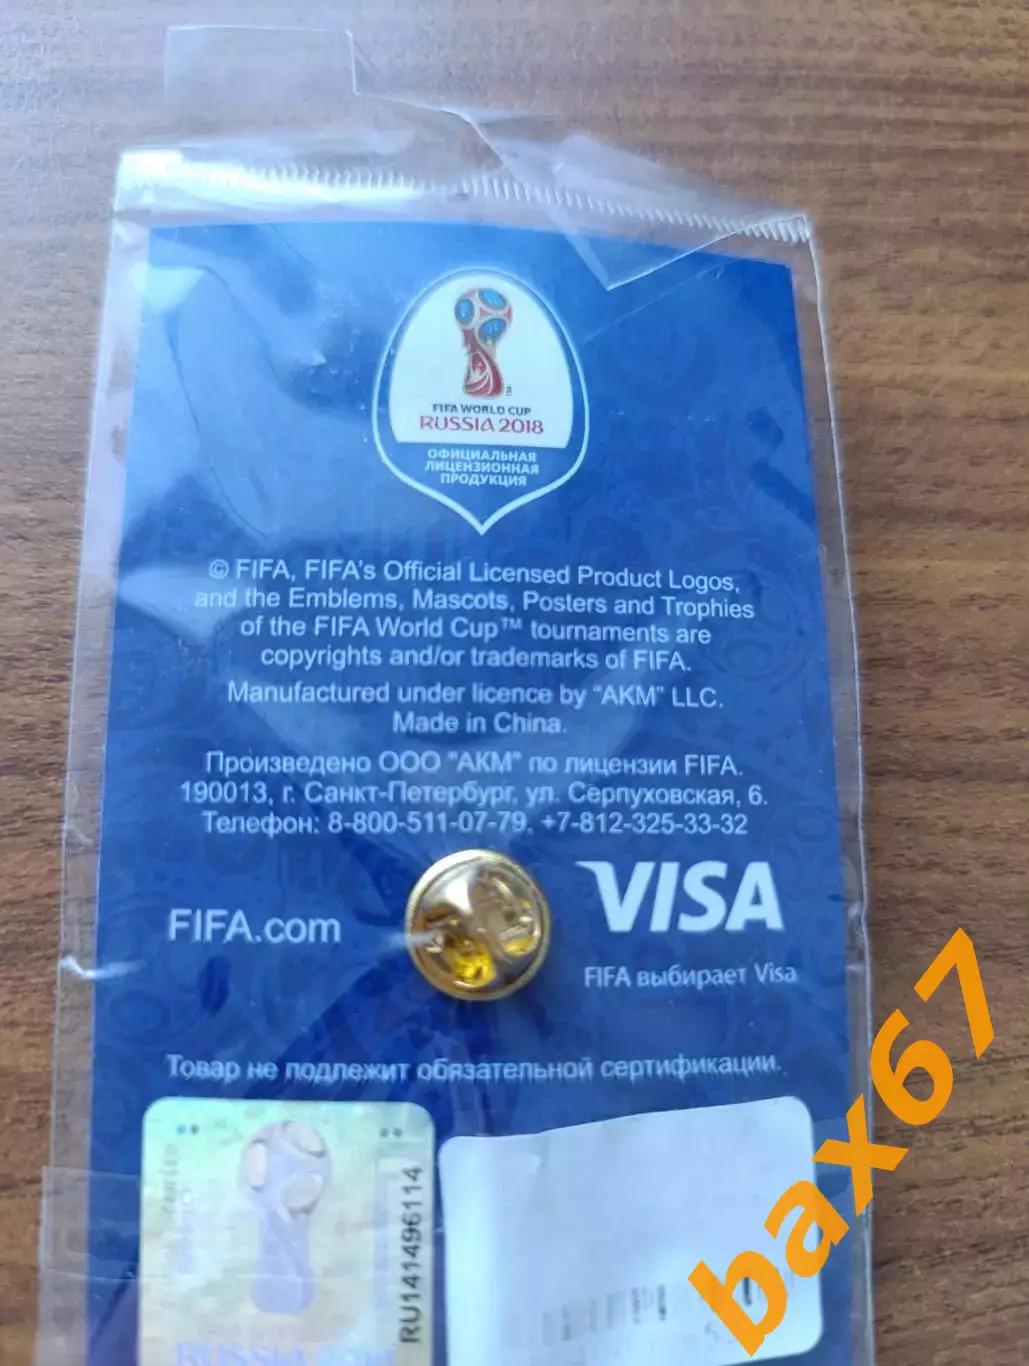 FIFA WORLD CUP
RUSSIA 2018
ОФИЦИАЛЬНАЯ
ЛИЦЕНЗИОННАЯ
ПРОДУКЦИЯ
© FIFA, FIFA's Official Licensed Product Logos,
and the Emblems, Mascots, Posters and Trophies
of the FIFA World Cup™ tournaments are
copyrights and/or trademarks of FIFA.
Manufactured under licence by "AKM" LLC.
Made in China.
Произведено ООО "АКМ" по лицензии FIFA.
190013, г. Санкт-Петербург, ул. Серпуховская, 6.
Телефон: 8-800-511-07-79, +7-812-325-33-32
FIFA.com
VISA
FIFA выбирает Visa
Товар не подлежит обязательной сертификации.
RU141496114
RUSSIA 2018
bax67